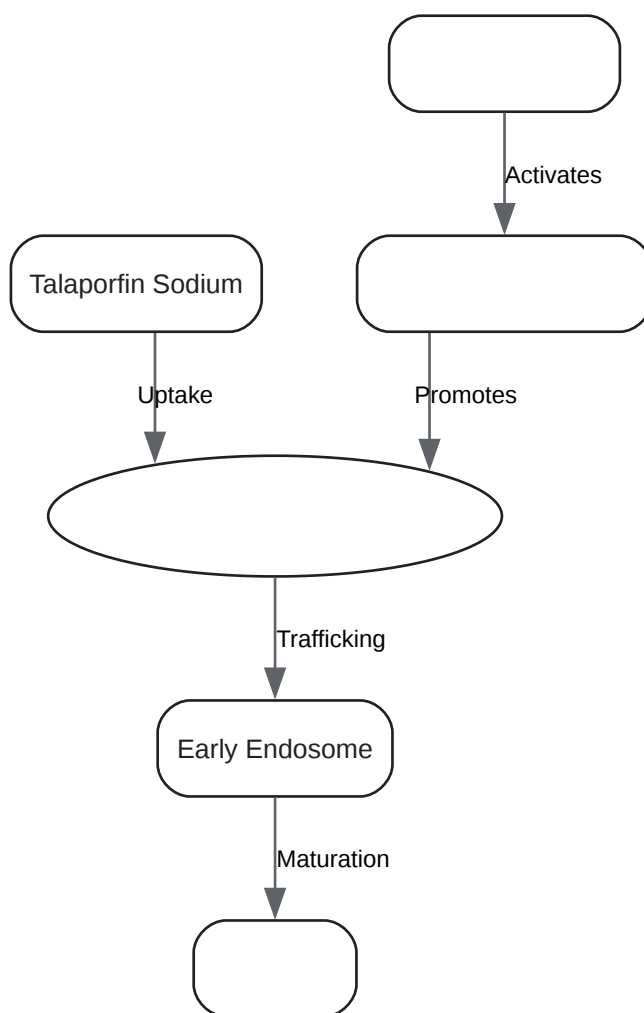 Activates
Talaporfin Sodium
Uptake
Promotes
Trafficking
Early Endosome
Maturation